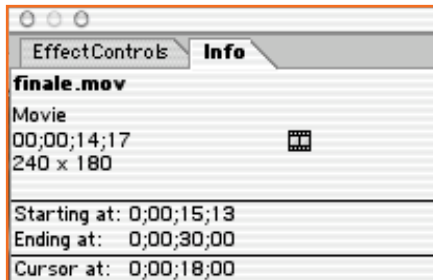 EffectControls Info
finale.mov
Movie
00;00;14;17
240 x 180
Starting at: 0;00;15;13
Ending at: 0;00;30;00
Cursor at: 0;00;18;00